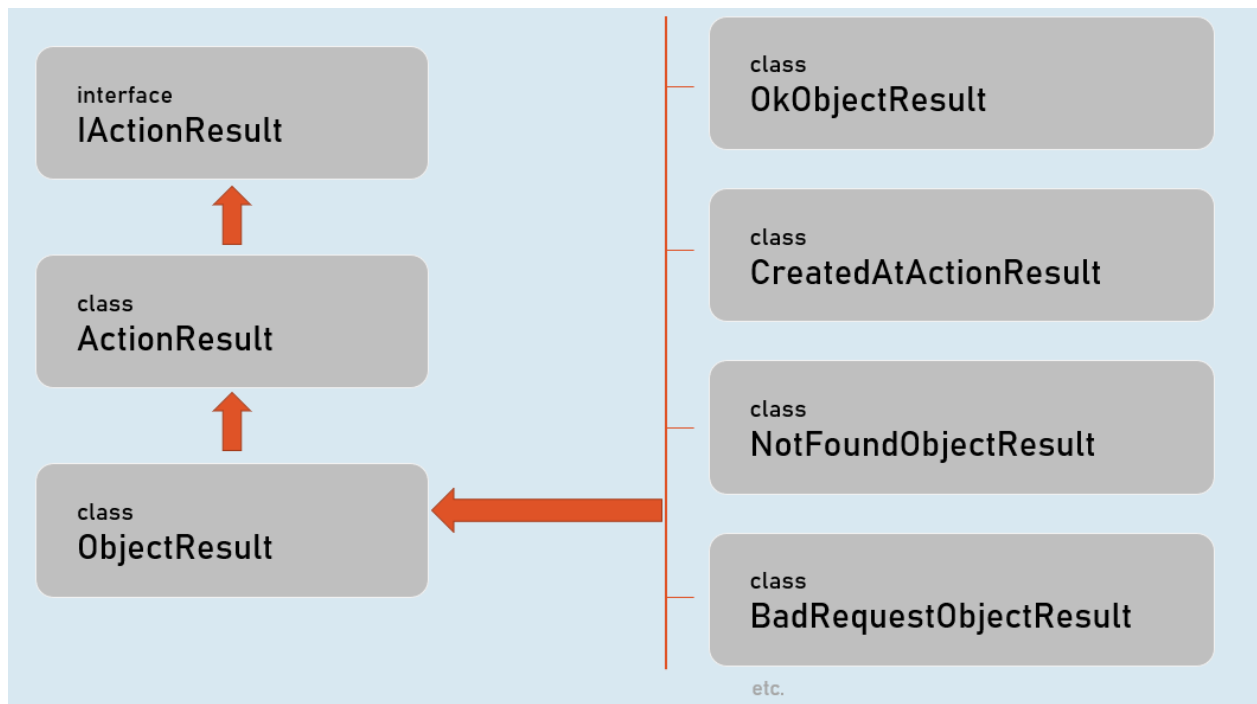 interface
IActionResult
class
ActionResult
class
ObjectResult
class
OkObjectResult
class
CreatedAtActionResult
class
NotFoundObjectResult
class
BadRequestObjectResult
etc.